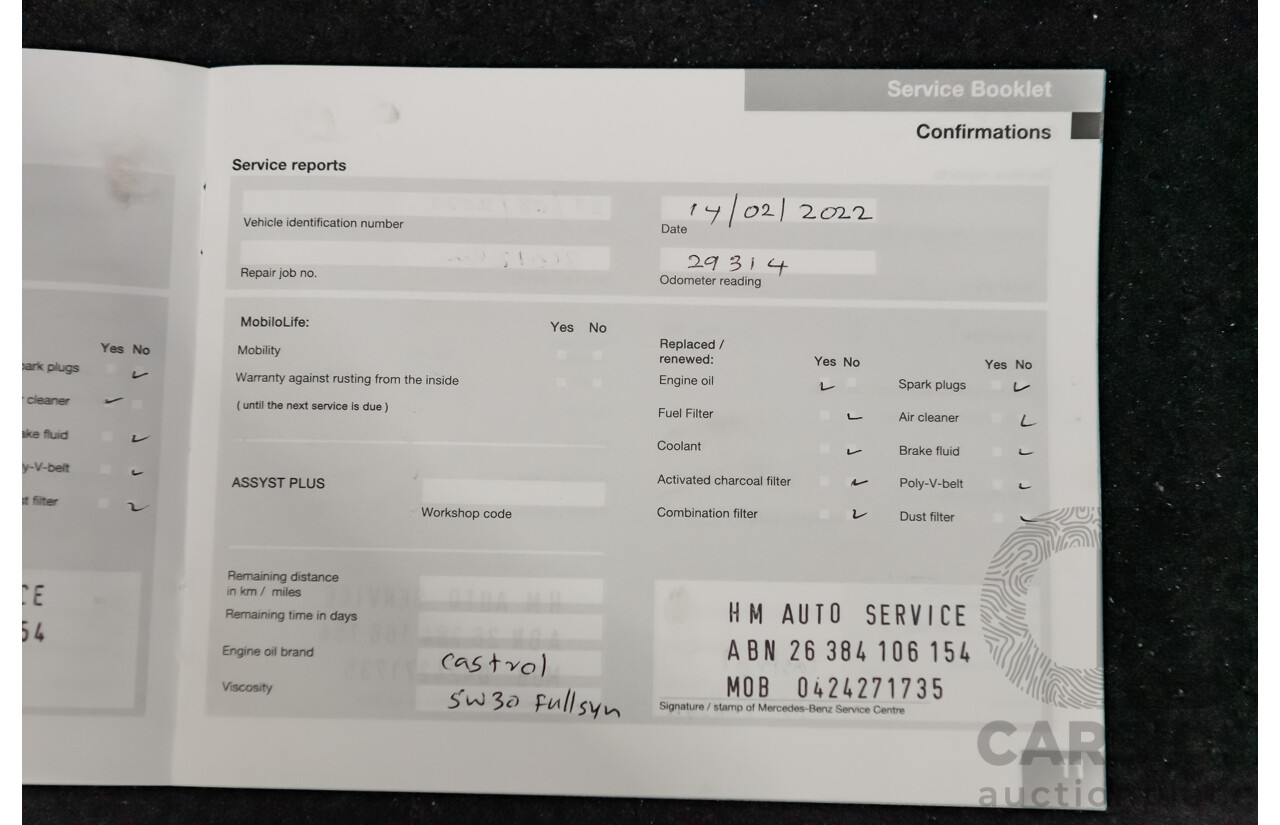 Service Booklet
Confirmations
Service reports
Vehicle identification number
14/02/2022
Date
Repair job no.
29314
Odometer reading
Yes No
spark plugs
cleaner
fluid
V-belt
filter
CE
54
MobiloLife:
Yes No
Mobility
Warranty against rusting from the inside
( until the next service is due )
ASSYST PLUS
Workshop code
Remaining distance
in km / miles
Remaining time in days
Engine oil brand
castrol
Viscosity
5W30 Fullsyn
Replaced /
renewed:
Yes No
Engine oil
Fuel Filter
Coolant
Activated charcoal filter
Combination filter
Yes No
Spark plugs
Air cleaner
Brake fluid
Poly-V-belt
Dust filter
HM AUTO SERVICE
ABN 26 384 106 154
MOB 0424271735
Signature / stamp of Mercedes-Benz Service Centre